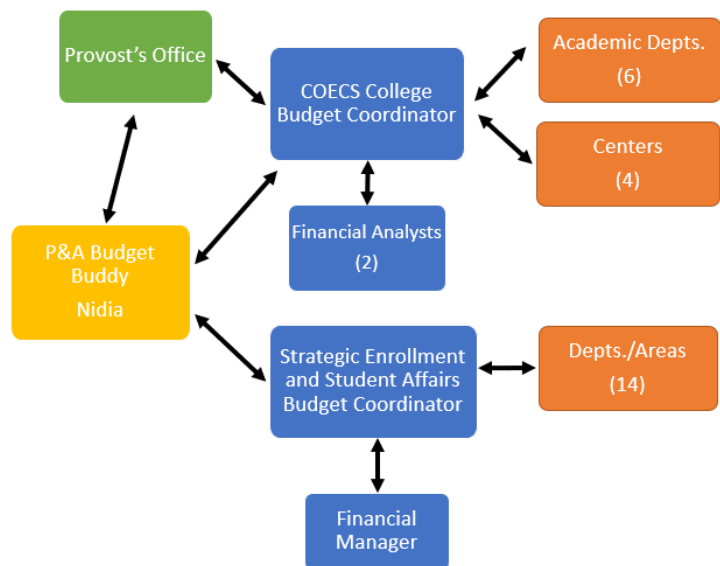 Provost's Office
COECS College
Budget Coordinator
Academic Depts.
(6)
Centers
(4)
Financial Analysts
(2)
P&A Budget
Buddy
Nidia
Strategic Enrollment
and Student Affairs
Budget Coordinator
Depts./Areas
(14)
Financial
Manager